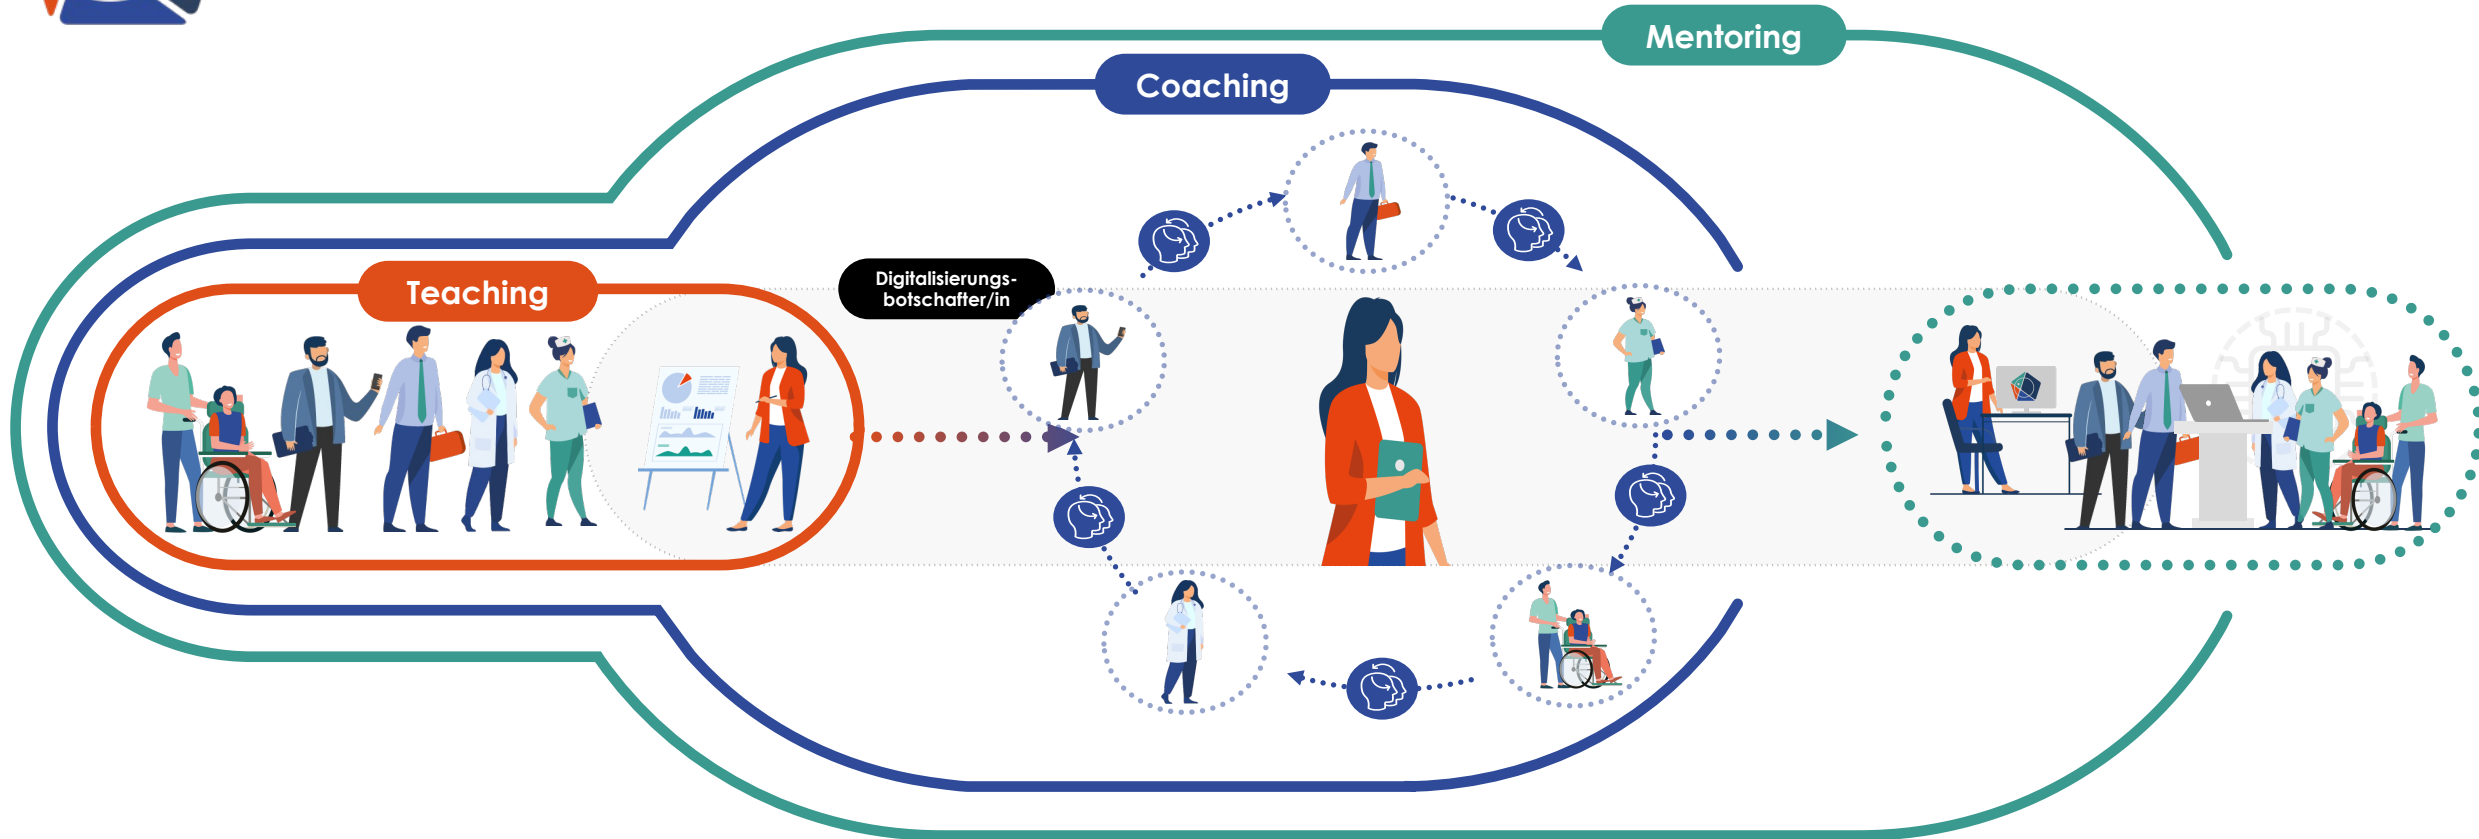 Mentoring
Coaching
Teaching
Digitalisierungs-
botschafter/in